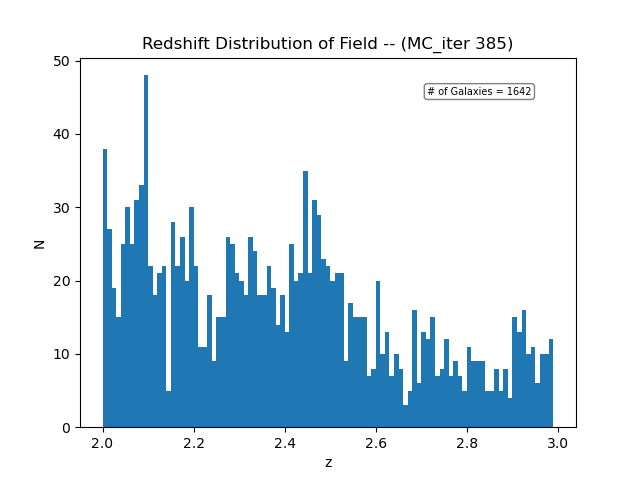 Redshift Distribution of Field -- (MC_iter 385)
# of Galaxies = 1642
50
40
30
20
10
0
N
2.0 2.2 2.4 2.6 2.8 3.0
z